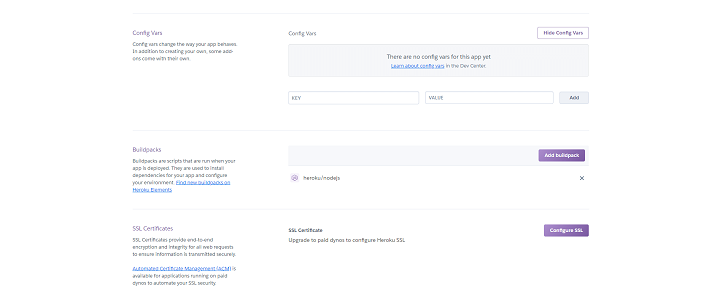 Config Vars
Config vars change the way your app behaves.
In addition to creating your own, some add-
ons come with their own.
Config Vars
Hide Config Vars
There are no config vars for this app yet
Learn about config vars in the Dev Center.
KEY
VALUE
Add
Buildpacks
Buildpacks are scripts that are run when your
app is deployed. They are used to install
dependencies for your app and configure
your environment. Find new buildpacks on
Heroku Elements
Add buildpack
heroku/nodejs
SSL Certificates
SSL Certificates provide end-to-end
encryption and integrity for all web requests
to ensure information is transmitted securely.
Automated Certificate Management (ACM) is
available for applications running on paid
dynos to automate your SSL security.
SSL Certificate
Upgrade to paid dynos to configure Heroku SSL
Configure SSL